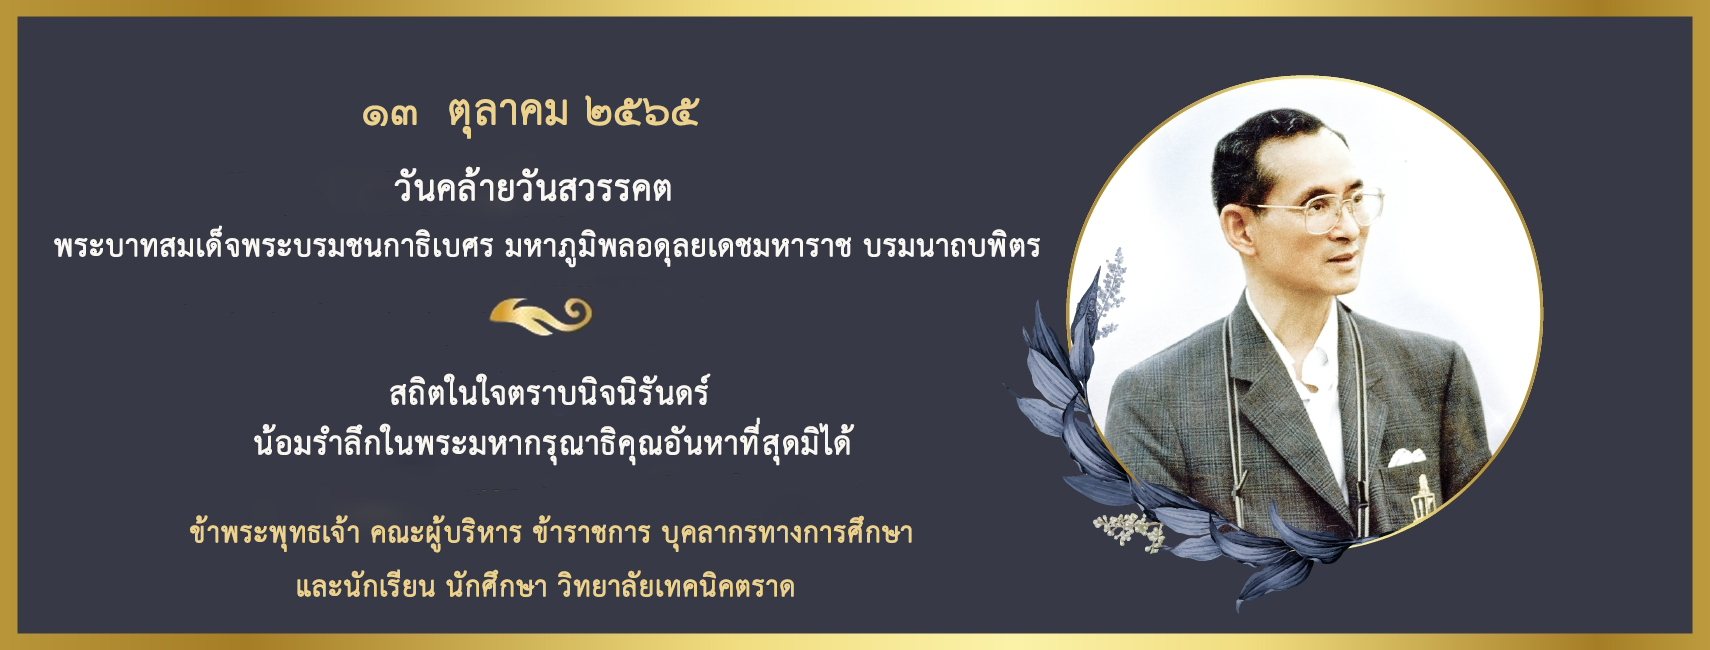 ๑๓ ตุลาคม ๒๕๖๕
วันคล้ายวันสวรรคต
พระบาทสมเด็จพระบรมชนกาธิเบศร มหาภูมิพลอดุลยเดชมหาราช บรมนาถบพิตร
สถิตในใจตราบนิจนิรันดร์
น้อมรำลึกในพระมหากรุณาธิคุณอันหาที่สุดมิได้
ข้าพระพุทธเจ้า คณะผู้บริหาร ข้าราชการ บุคลากรทางการศึกษา
และนักเรียน นักศึกษา วิทยาลัยเทคนิคตราด